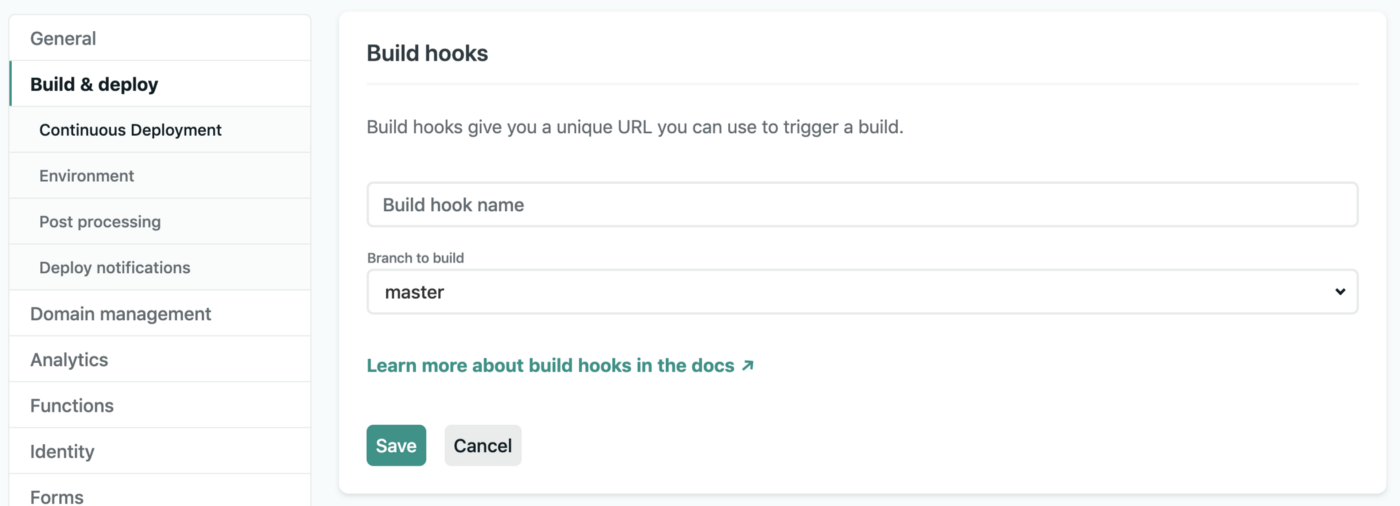 General
Build & deploy
Continuous Deployment
Environment
Post processing
Deploy notifications
Domain management
Analytics
Functions
Identity
Forms
Build hooks
Build hooks give you a unique URL you can use to trigger a build.
Build hook name
Branch to build
master
Learn more about build hooks in the docs ↗
Save Cancel